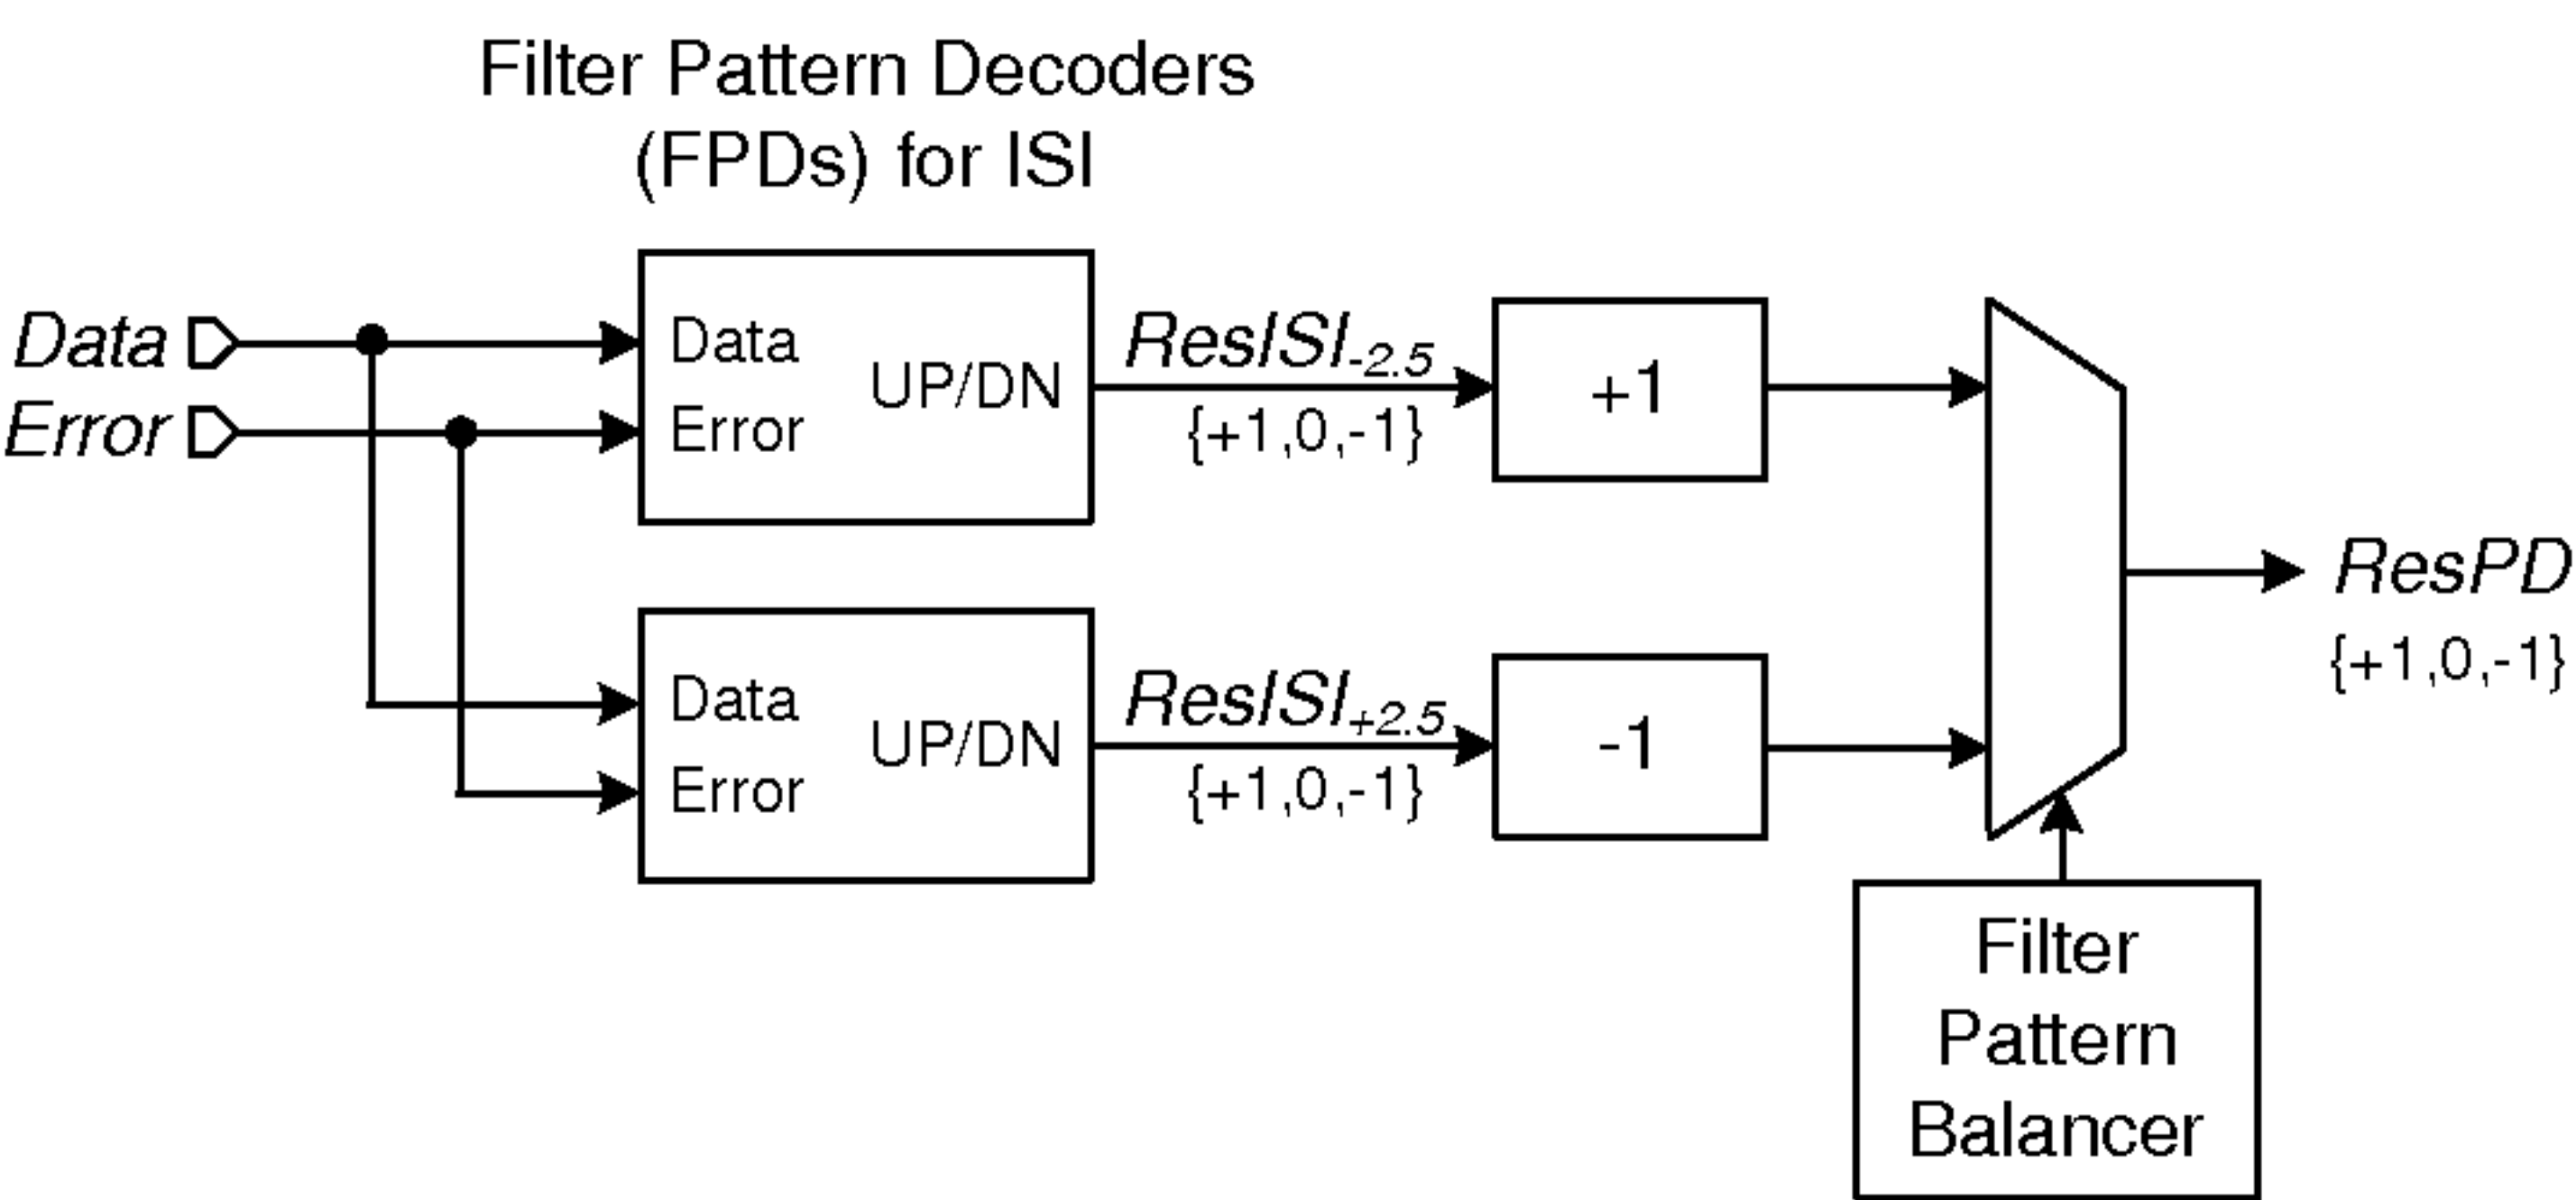 Filter Pattern Decoders
(FPDs) for ISI
Data
Error
Data
Error
UP/DN
ResISI-2.5
{+1,0,-1}
+1
Data
Error
UP/DN
ResISI+2.5
{+1,0,-1}
-1
ResPD
{+1,0,-1}
Filter
Pattern
Balancer